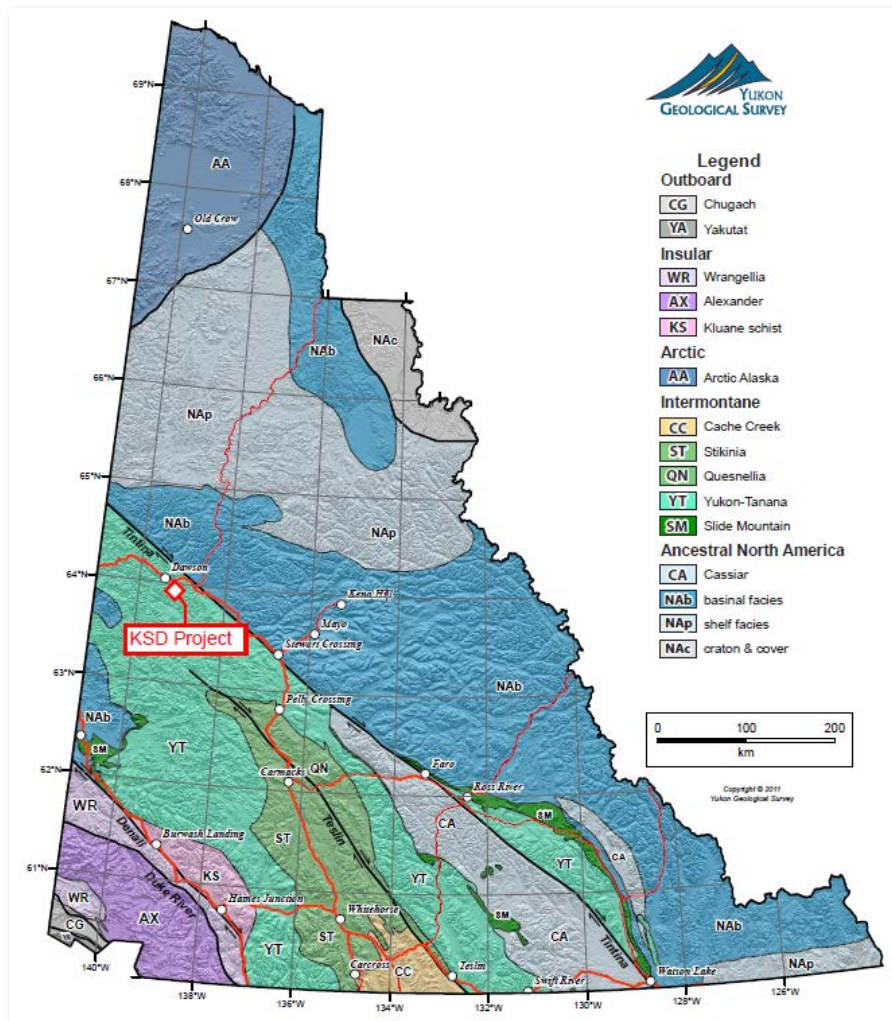 YUKON
GEOLOGICAL SURVEY
Legend
Outboard
CG Chugach
YA Yakutat
Insular
WR Wrangellia
AX Alexander
KS Kluane schist
Arctic
AA Arctic Alaska
Intermontane
CC Cache Creek
ST Stikinia
QN Quesnellia
YT Yukon-Tanana
SM Slide Mountain
Ancestral North America
CA Cassiar
NAb basinal facies
NAp shelf facies
NAc craton & cover
0 100 200
km
Copyright © 2011
Yukon Geological Survey
69°N
AA
68°N
Old Crow
67°N
NAb
NAc
66°N
NAp
65°N
NAp
NAb
Tintina
64°N
Dawson
Keno Hill
KSD Project
Mayo
Stewart Crossing
63°N
NAb
Pelly Crossing
NAb
SM
YT
QN
Faro
62°N
Carmacks
Ross River
WR
Denali
ST
Teslin
CA
SM
Burwash Landing
YT
CA
61°N
KS
YT
WR
Duke River
Haines Junction
SM
CG
AX
Whitehorse
YA
YT
ST
CA
Tintina
NAb
140°W
Carcross
CC
Teslin
Swift River
Watson Lake
NAp
138°W
136°W
134°W
132°W
130°W
128°W
126°W